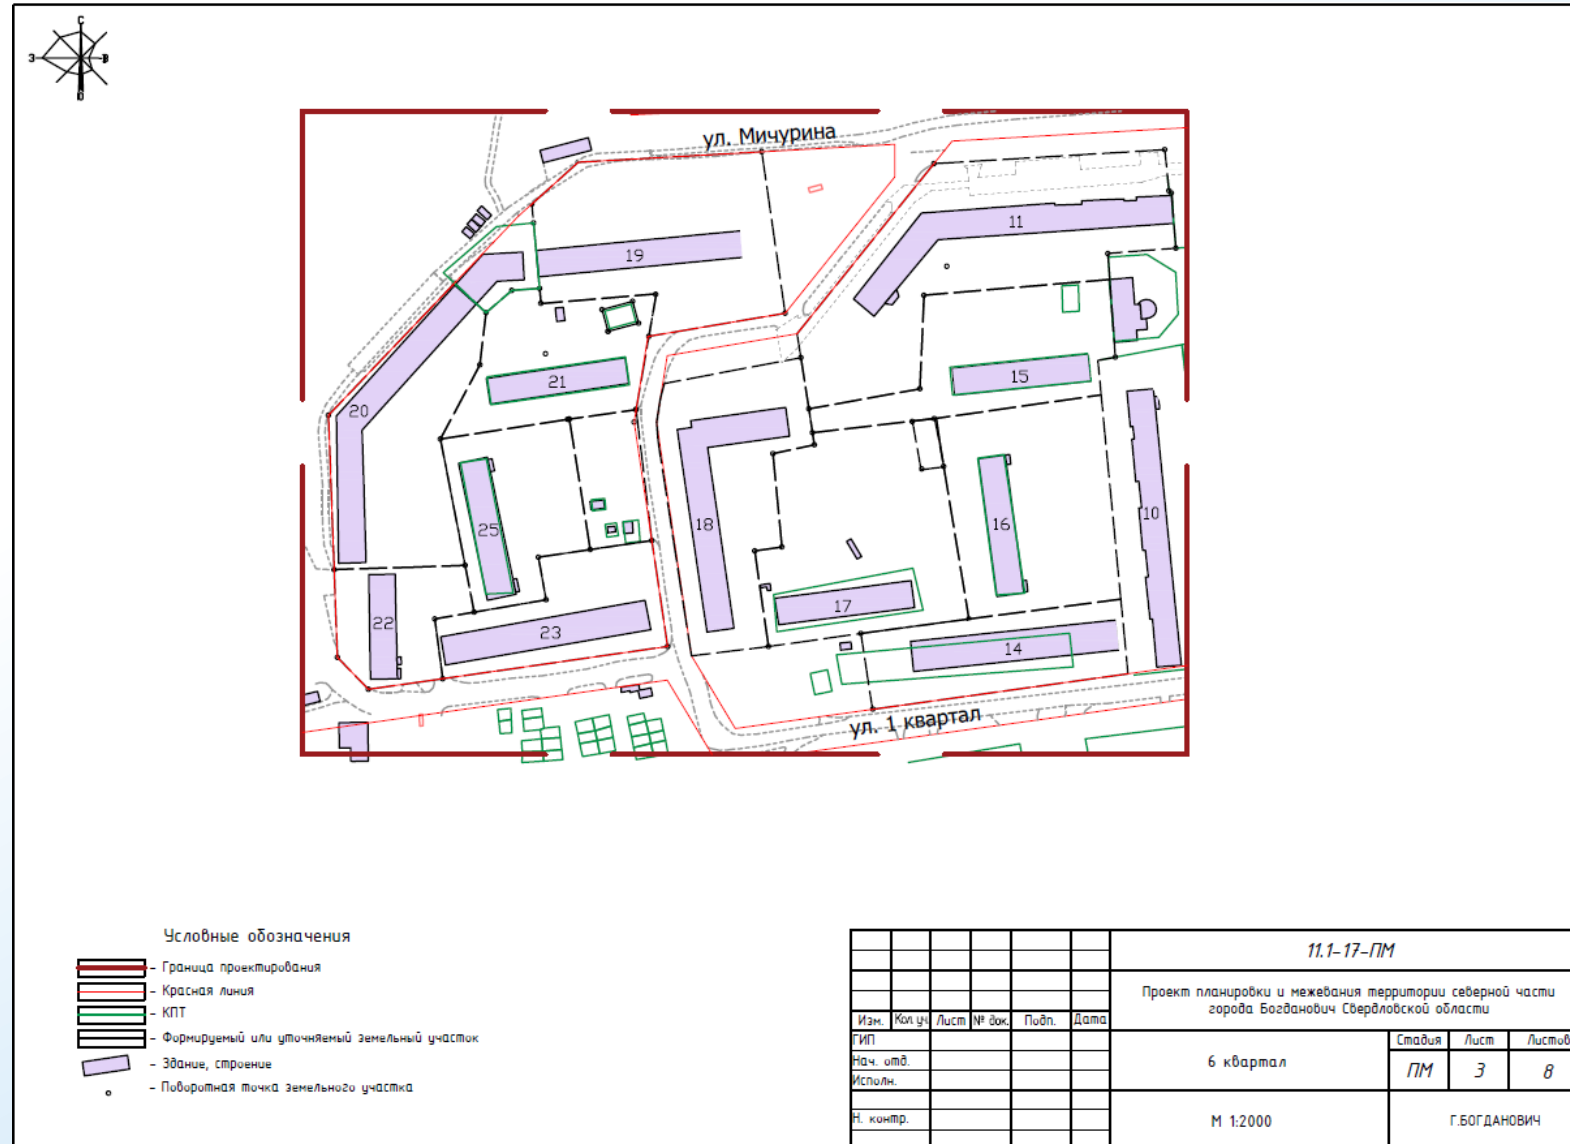 С
З
В
Ю
ул. Мичурина
11
19
15
21
20
10
18
16
25
17
22
23
14
ул. 1 квартал
Условные обозначения
- Граница проектирования
- Красная линия
- КПТ
- Формируемый или уточняемый земельный участок
- Здание, строение
- Поворотная точка земельного участка
11.1-17-ПМ
Проект планировки и межевания территории северной части
города Богданович Свердловской области
Изм. Кол.уч Лист № док. Подп. Дата
ГИП
Нач. отд.
Исполн.
Н. контр.
6 квартал
Стадия Лист Листов
ПМ 3 8
М 1:2000
Г.БОГДАНОВИЧ